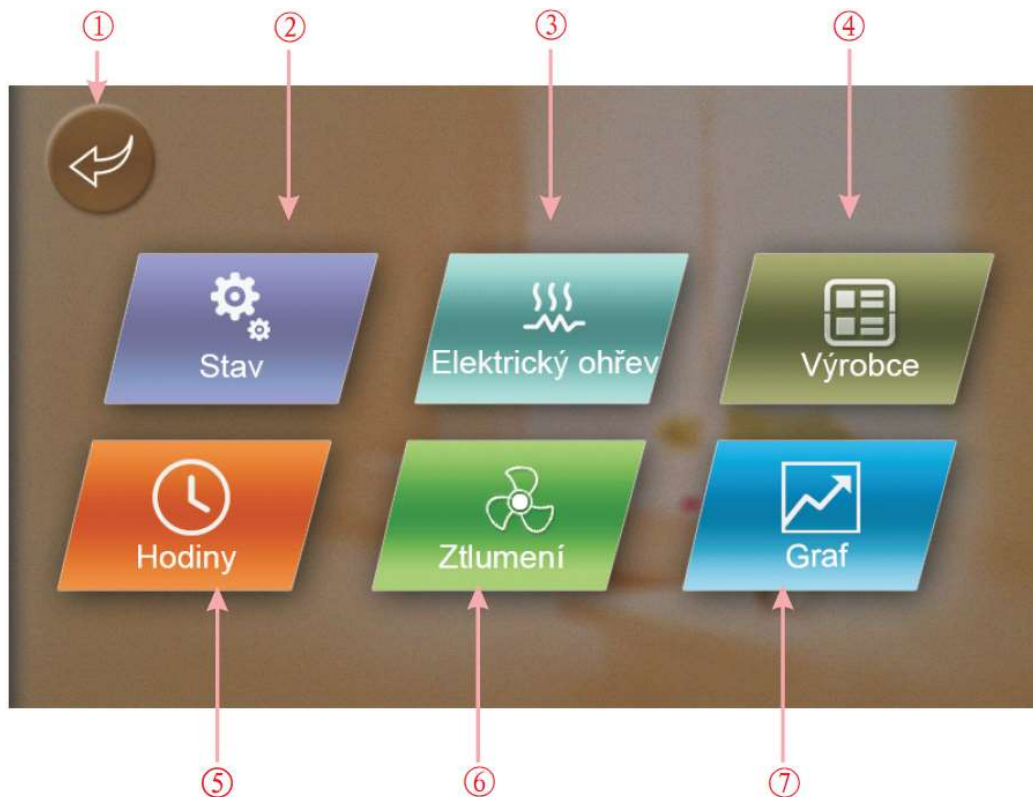 ① ② ③ ④
Stav
Elektrický ohřev
Výrobce
Hodiny
Ztlumení
Graf
⑤ ⑥ ⑦